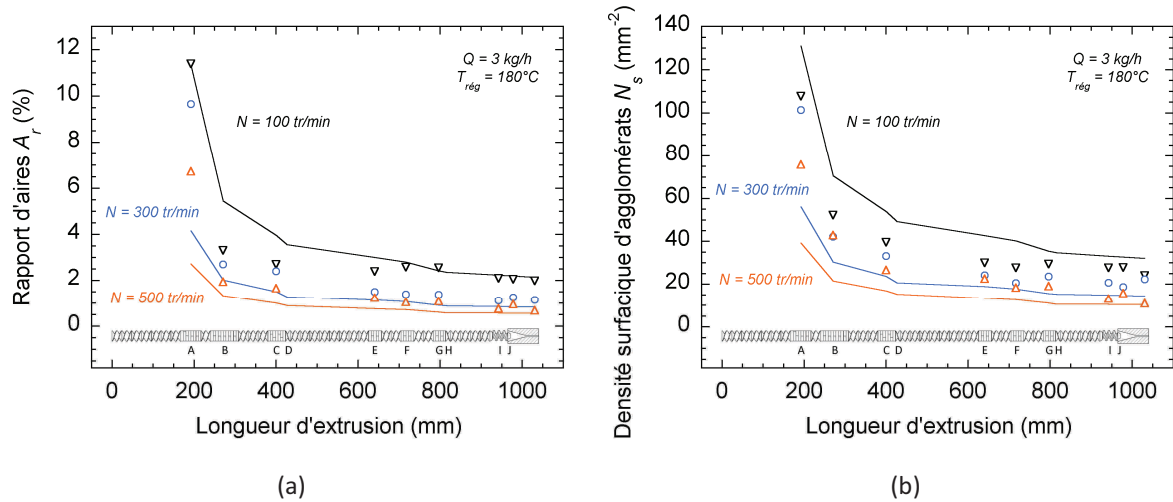 Rapport d'aires A_r (%)
12
10
8
6
4
2
0
Q = 3 kg/h
T_rég = 180°C
N = 100 tr/min
N = 300 tr/min
N = 500 tr/min
A B C D E F G H I J
0 200 400 600 800 1000
Longueur d'extrusion (mm)
(a)
Densité surfacique d'agglomérats N_s (mm⁻²)
140
120
100
80
60
40
20
0
Q = 3 kg/h
T_rég = 180°C
N = 100 tr/min
N = 300 tr/min
N = 500 tr/min
A B C D E F G H I J
0 200 400 600 800 1000
Longueur d'extrusion (mm)
(b)